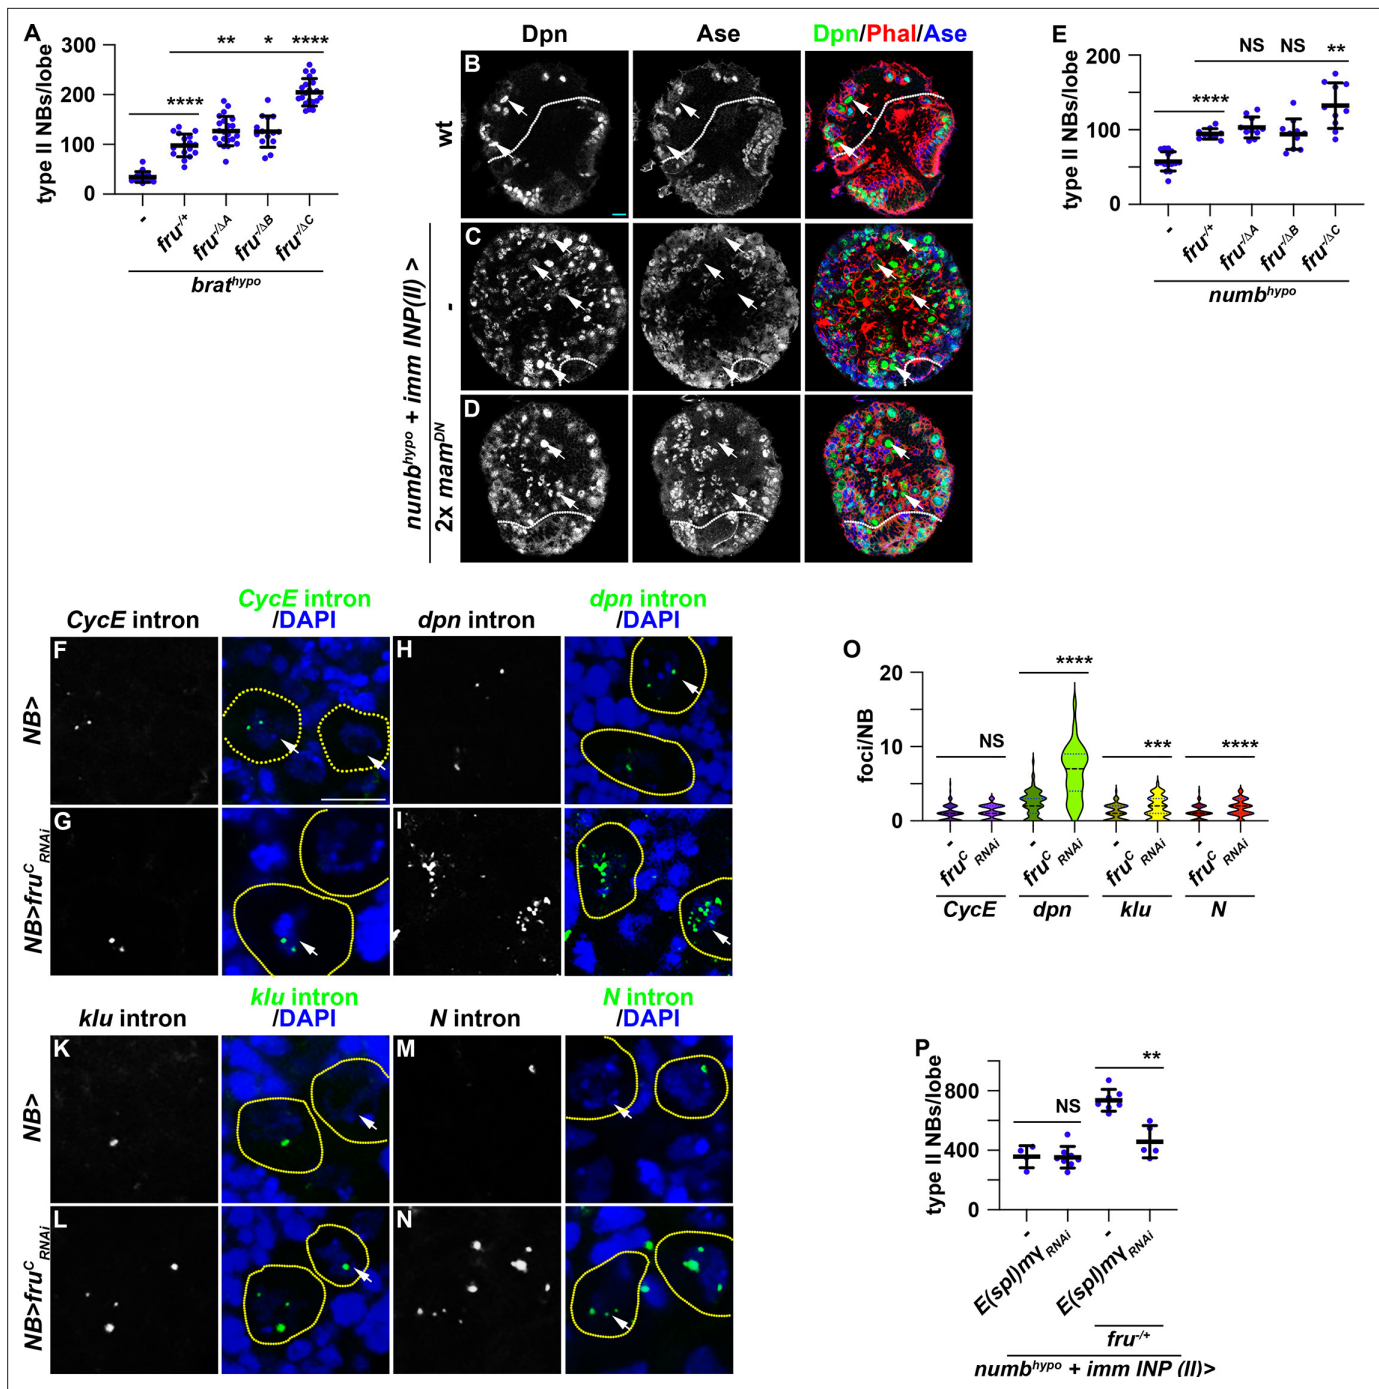 A
type II NBs/lobe
300
200
100
0
****
**
*
****
-
fru-/+
fru-/ΔA
fru-/ΔB
fru-/ΔC
brathypo
Dpn
Ase
Dpn/Phal/Ase
B
wt
C
-
D
2x mamDN
numbhypo + imm INP(II) >
E
type II NBs/lobe
200
100
0
****
NS
NS
**
-
fru-/+
fru-/ΔA
fru-/ΔB
fru-/ΔC
numbhypo
CycE intron
CycE intron
/DAPI
dpn intron
dpn intron
/DAPI
NB>
F
H
NB>fruC RNAi
G
I
klu intron
klu intron
/DAPI
N intron
N intron
/DAPI
NB>
K
M
NB>fruC RNAi
L
N
O
foci/NB
20
10
0
NS
****
***
****
-
fruC RNAi
-
fruC RNAi
-
fruC RNAi
-
fruC RNAi
CycE
dpn
klu
N
P
type II NBs/lobe
800
400
0
NS
**
-
E(spl)mγRNAi
-
E(spl)mγRNAi
fru-/+
numbhypo + imm INP (II)>